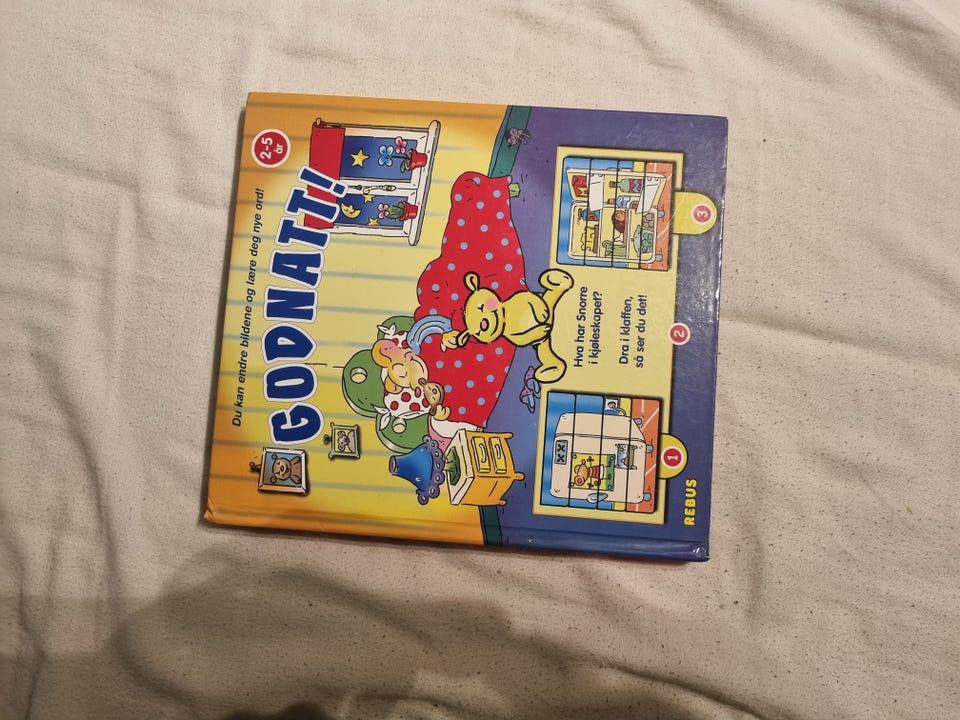 Du kan endre bildene og lære deg nye ord!
2-5
år
GODNATT!
Hva har Snorre
i kjøleskapet?
Dra i klaffen,
så ser du det!
1
2
3
REBUS